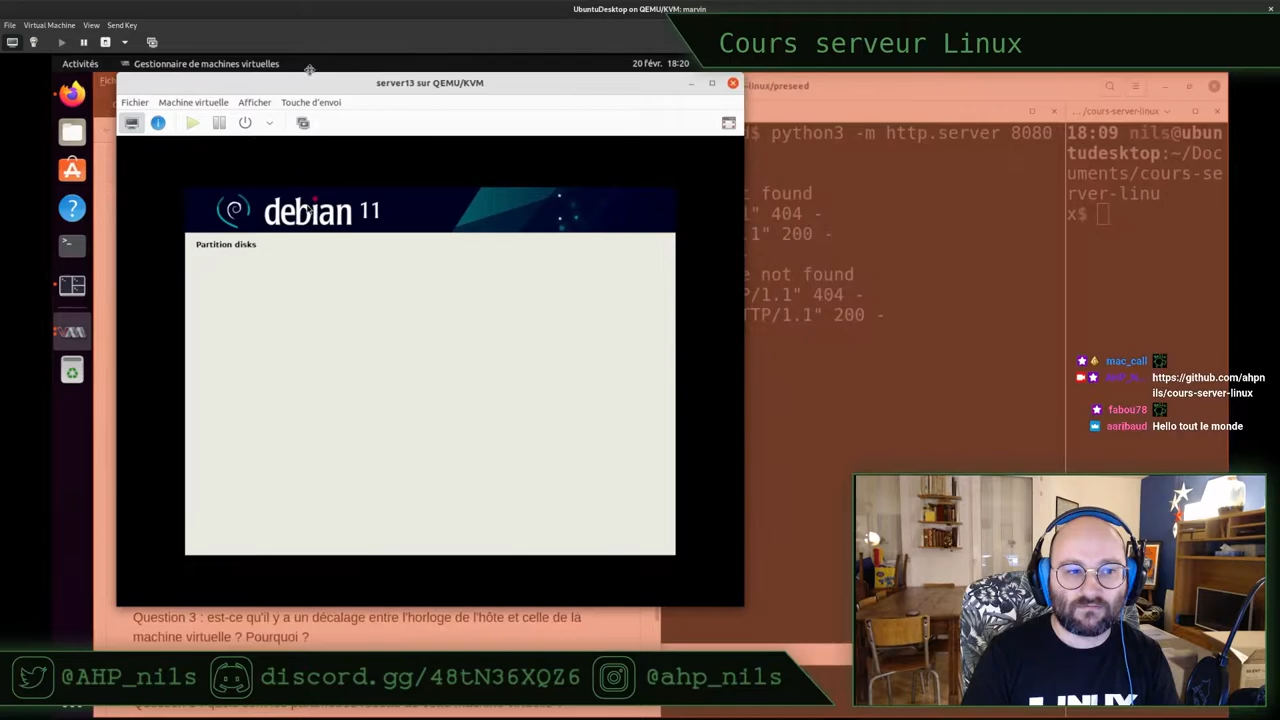 UbuntuDesktop on QEMU/KVM: marvin
File Virtual Machine View Send Key
Cours serveur Linux
Activités Gestionnaire de machines virtuelles 20 févr. 18:20
server13 sur QEMU/KVM
-linux/preseed
Fichier Machine virtuelle Afficher Touche d'envoi
.../cours-server-linux
$ python3 -m http.server 8080
18:09 nils@ubun
tudesktop:~/Doc
uments/cours-se
rver-linu
x$
t found
" 404 -
.1" 200 -
e not found
P/1.1" 404 -
TTP/1.1" 200 -
debian 11
Partition disks
mac_call
https://github.com/ahpn
ils/cours-server-linux
fabou78
aaribaud Hello tout le monde
Question 3 : est-ce qu'il y a un décalage entre l'horloge de l'hôte et celle de la
machine virtuelle ? Pourquoi ?
LINUX
@AHP_nils discord.gg/48tN36XQZ6 @ahp_nils